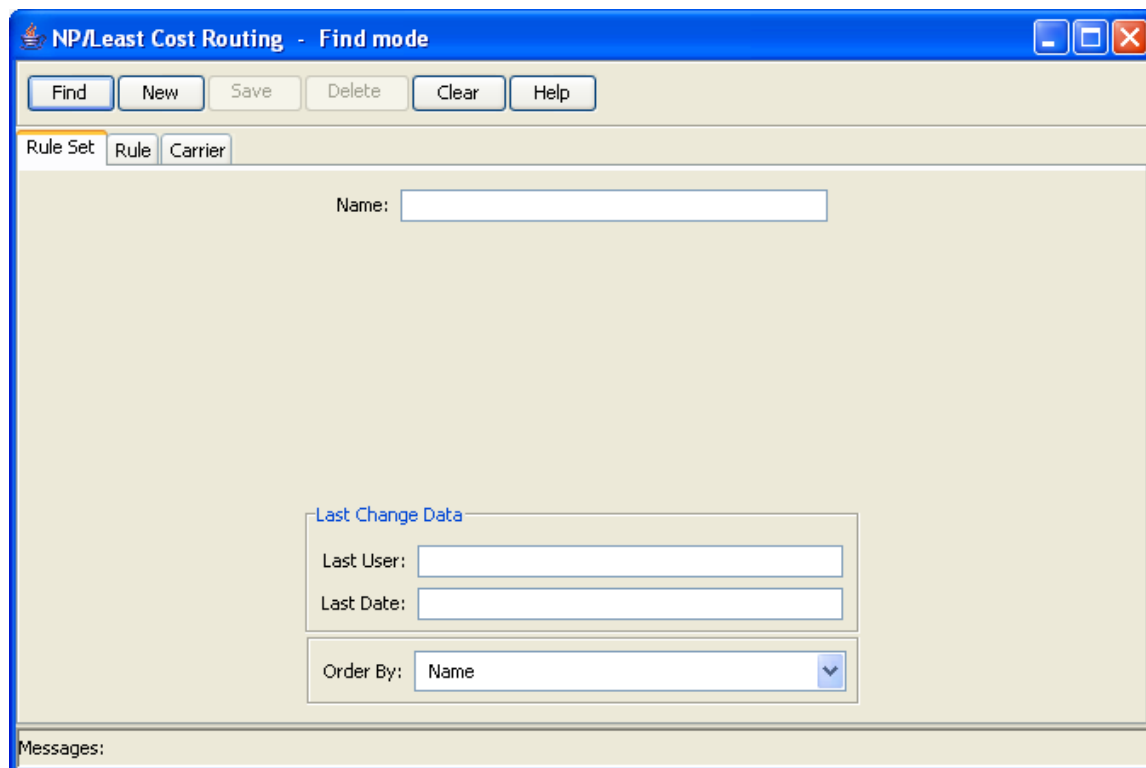 NP/Least Cost Routing - Find mode
Find New Save Delete Clear Help
Rule Set Rule Carrier
Name:
Last Change Data
Last User:
Last Date:
Order By: Name
Messages: